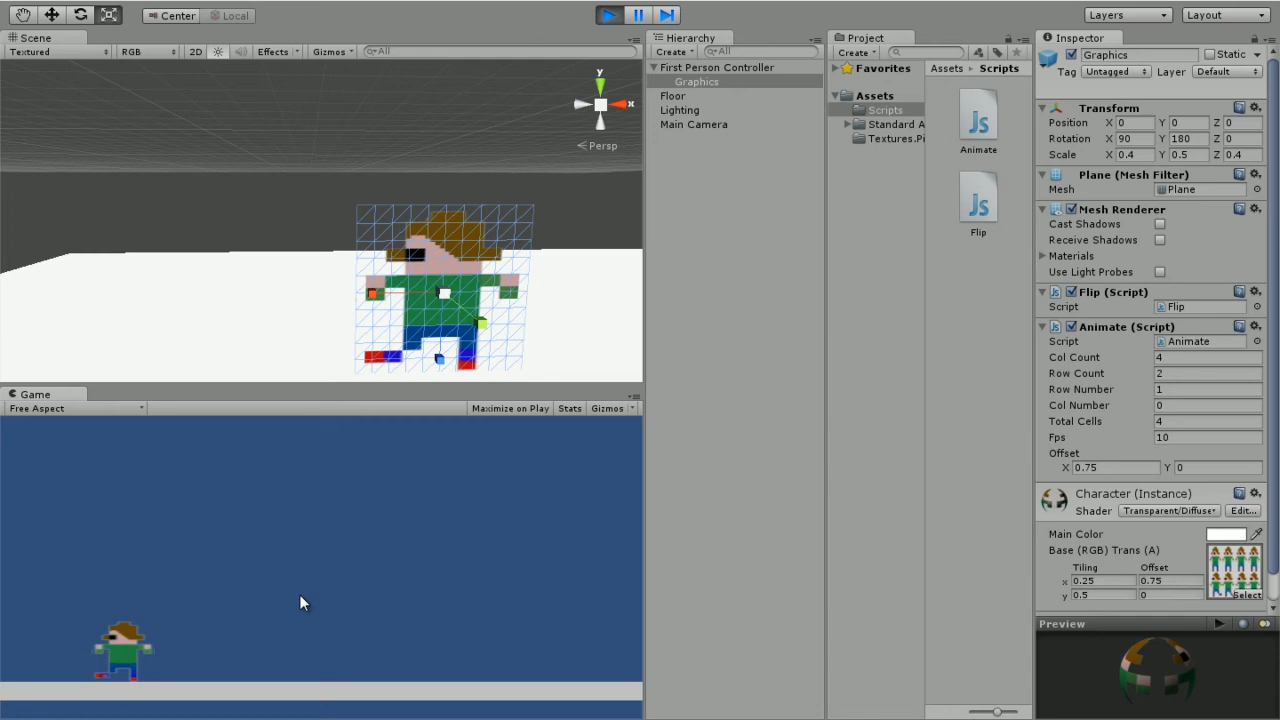 Center Local Layers Layout
Scene
Textured RGB 2D Effects Gizmos All
y
x
Persp
Game
Free Aspect Maximize on Play Stats Gizmos
Hierarchy
Create All
First Person Controller
Graphics
Floor
Lighting
Main Camera
Project
Create
Favorites
Assets
Scripts
Standard A
Textures.Pi
Assets Scripts
Js
Animate
Js
Flip
Inspector
Graphics Static
Tag Untagged Layer Default
Transform
Position X 0 Y 0 Z 0
Rotation X 90 Y 180 Z 0
Scale X 0.4 Y 0.5 Z 0.4
Plane (Mesh Filter)
Mesh Plane
Mesh Renderer
Cast Shadows
Receive Shadows
Materials
Use Light Probes
Flip (Script)
Script Flip
Animate (Script)
Script Animate
Col Count 4
Row Count 2
Row Number 1
Col Number 0
Total Cells 4
Fps 10
Offset
X 0.75 Y 0
Character (Instance)
Shader Transparent/Diffuse Edit...
Main Color
Base (RGB) Trans (A)
Tiling Offset
x 0.25 0.75
y 0.5 0
Select
Preview